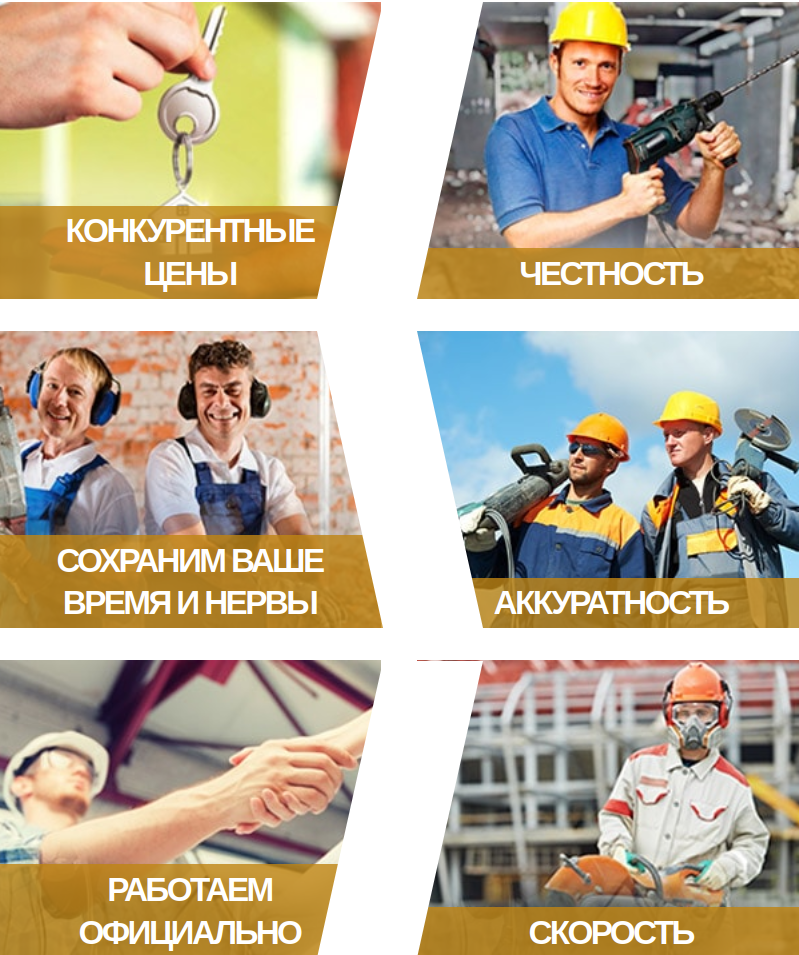 КОНКУРЕНТНЫЕ
ЦЕНЫ
ЧЕСТНОСТЬ
СОХРАНИМ ВАШЕ
ВРЕМЯ И НЕРВЫ
АККУРАТНОСТЬ
РАБОТАЕМ
ОФИЦИАЛЬНО
СКОРОСТЬ